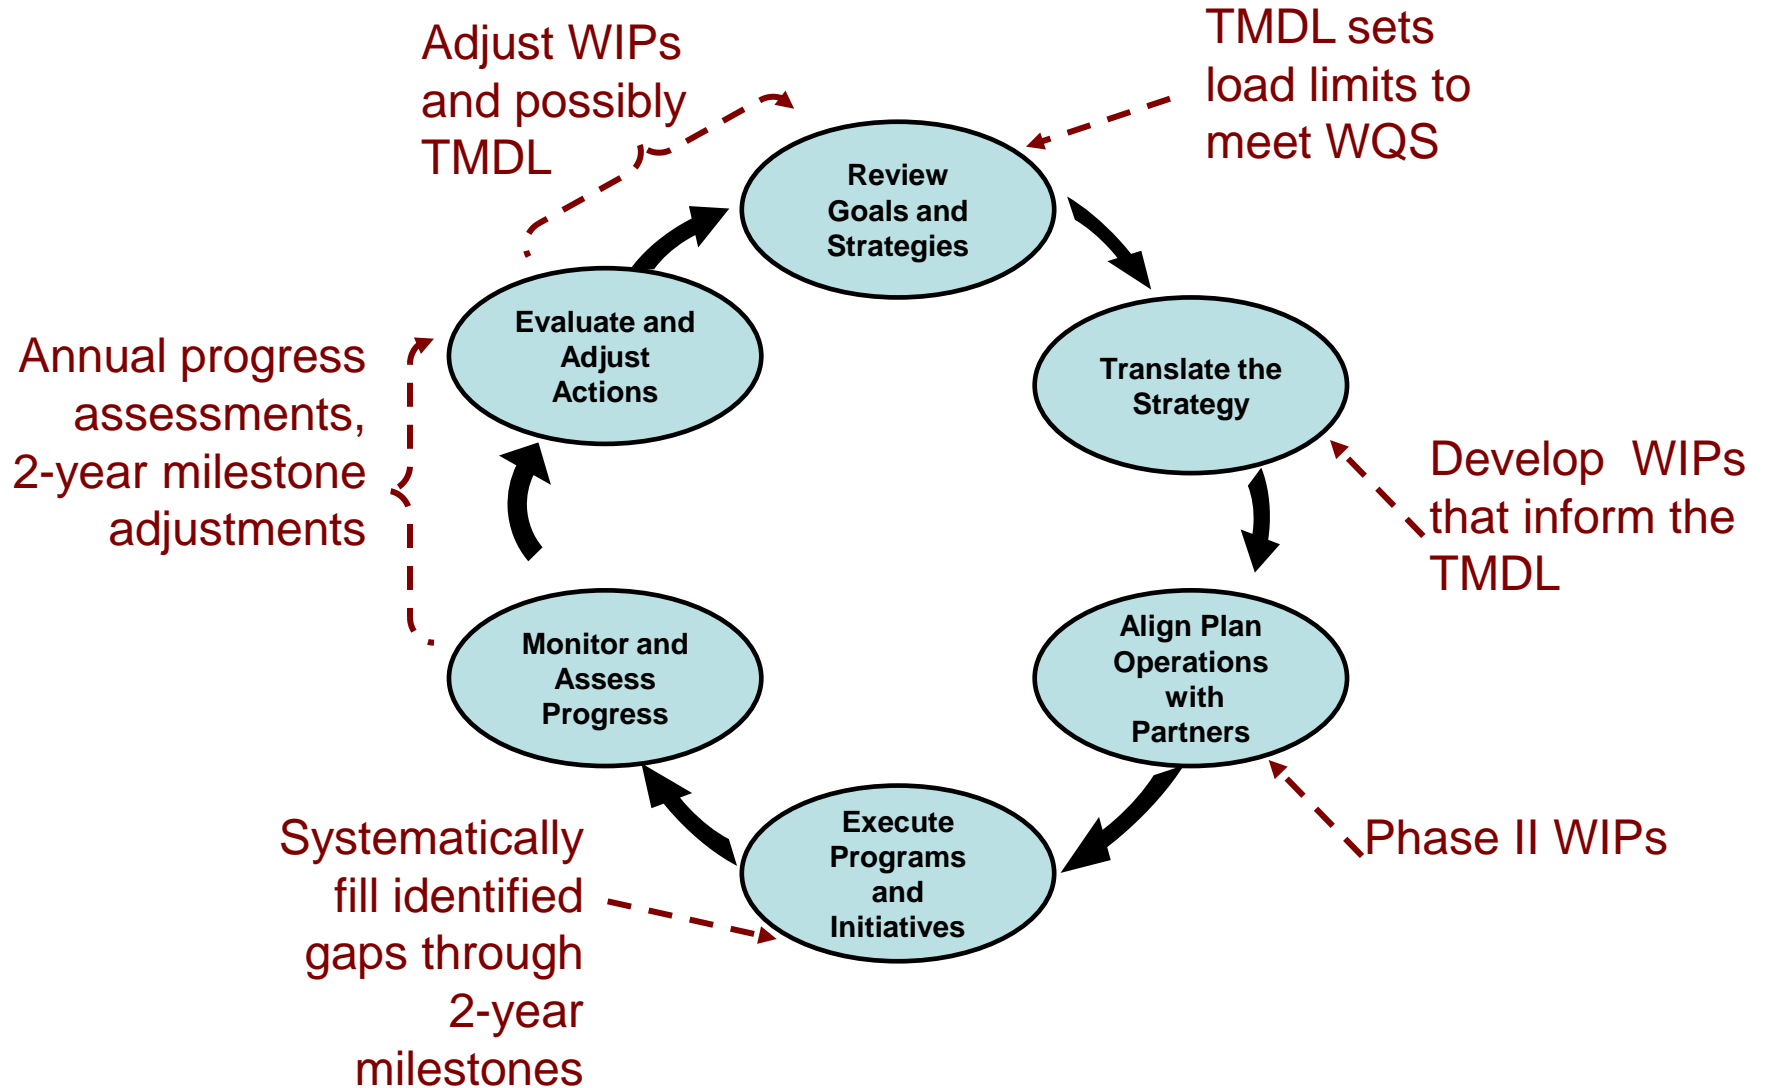 Adjust WIPs
and possibly
TMDL
TMDL sets
load limits to
meet WQS
Review
Goals and
Strategies
Evaluate and
Adjust
Actions
Translate the
Strategy
Annual progress
assessments,
2-year milestone
adjustments
Develop  WIPs
that inform the
TMDL
Monitor and
Assess
Progress
Align Plan
Operations
with
Partners
Execute
Programs
and
Initiatives
Phase II WIPs
Systematically
fill identified
gaps through
2-year
milestones